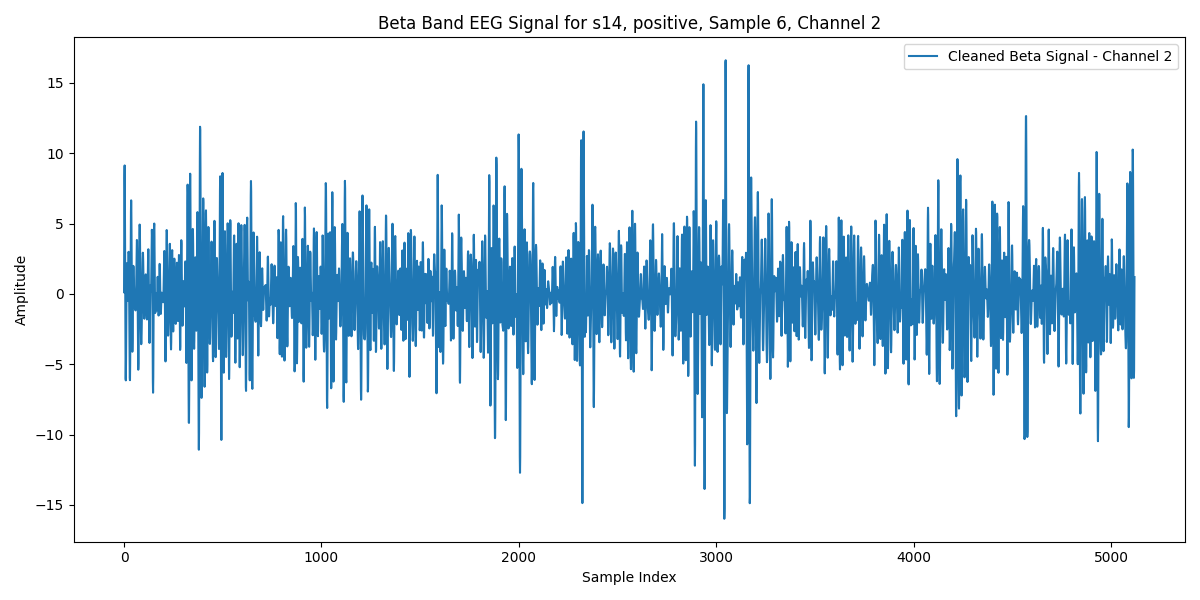 Beta Band EEG Signal for s14, positive, Sample 6, Channel 2
Cleaned Beta Signal - Channel 2
Amplitude
15
10
5
0
−5
−10
−15
0 1000 2000 3000 4000 5000
Sample Index